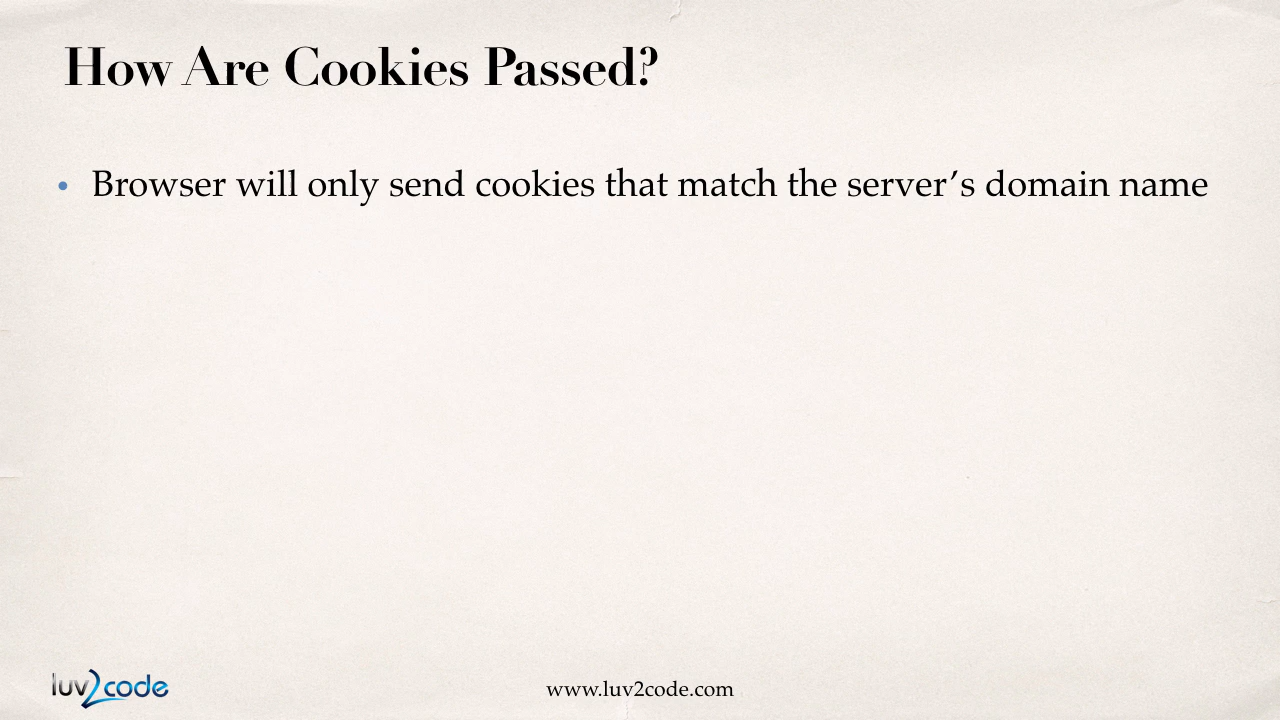 How Are Cookies Passed?
• Browser will only send cookies that match the server’s domain name
luv2code
www.luv2code.com